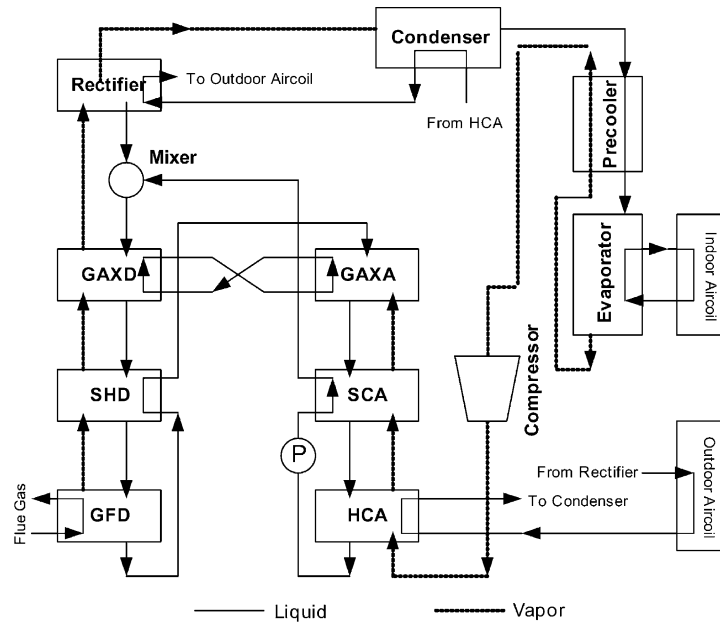 Condenser
Rectifier
To Outdoor Aircoil
From HCA
Precooler
Mixer
GAXD
GAXA
Evaporator
Indoor Aircoil
SHD
SCA
Compressor
P
Flue Gas
GFD
HCA
From Rectifier
To Condenser
Outdoor Aircoil
Liquid
Vapor